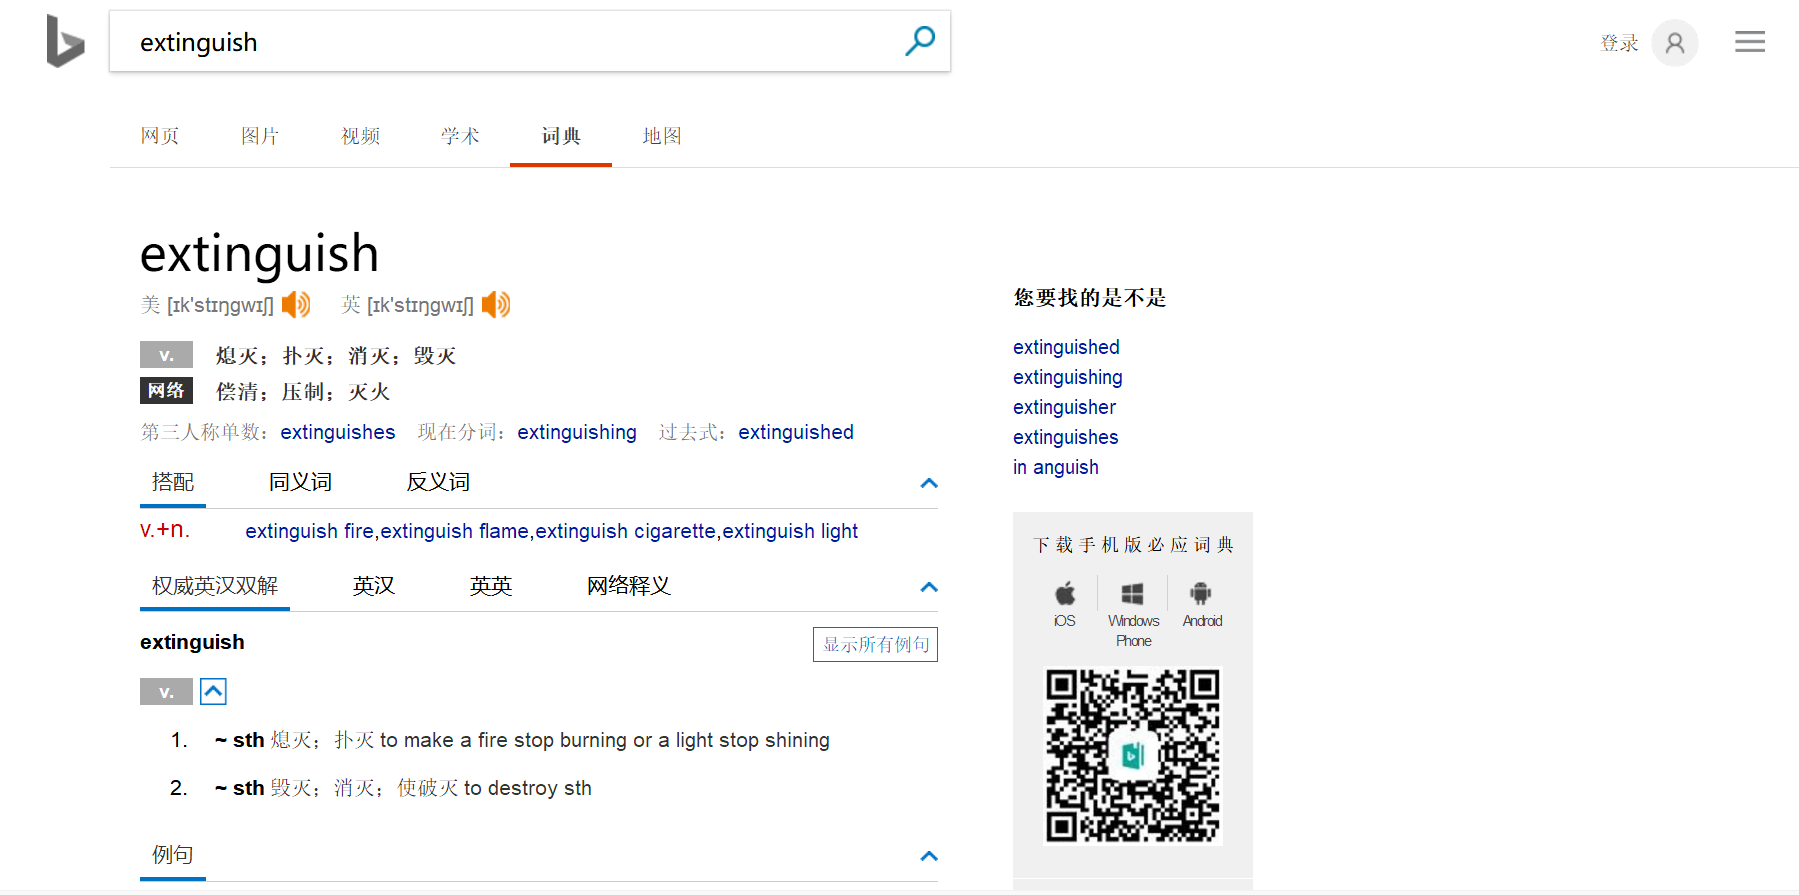 extinguish
登录
网页 图片 视频 学术 词典 地图
extinguish
美 [ɪk'stɪŋɡwɪʃ] 英 [ɪk'stɪŋɡwɪʃ]
v. 熄灭；扑灭；消灭；毁灭
网络 偿清；压制；灭火
第三人称单数：extinguishes 现在分词：extinguishing 过去式：extinguished
搭配 同义词 反义词
v.+n. extinguish fire,extinguish flame,extinguish cigarette,extinguish light
权威英汉双解 英汉 英英 网络释义
extinguish
显示所有例句
v.
1. ~ sth 熄灭；扑灭 to make a fire stop burning or a light stop shining
2. ~ sth 毁灭；消灭；使破灭 to destroy sth
例句
您要找的是不是
extinguished
extinguishing
extinguisher
extinguishes
in anguish
下载手机版必应词典
iOS
Windows
Phone
Android